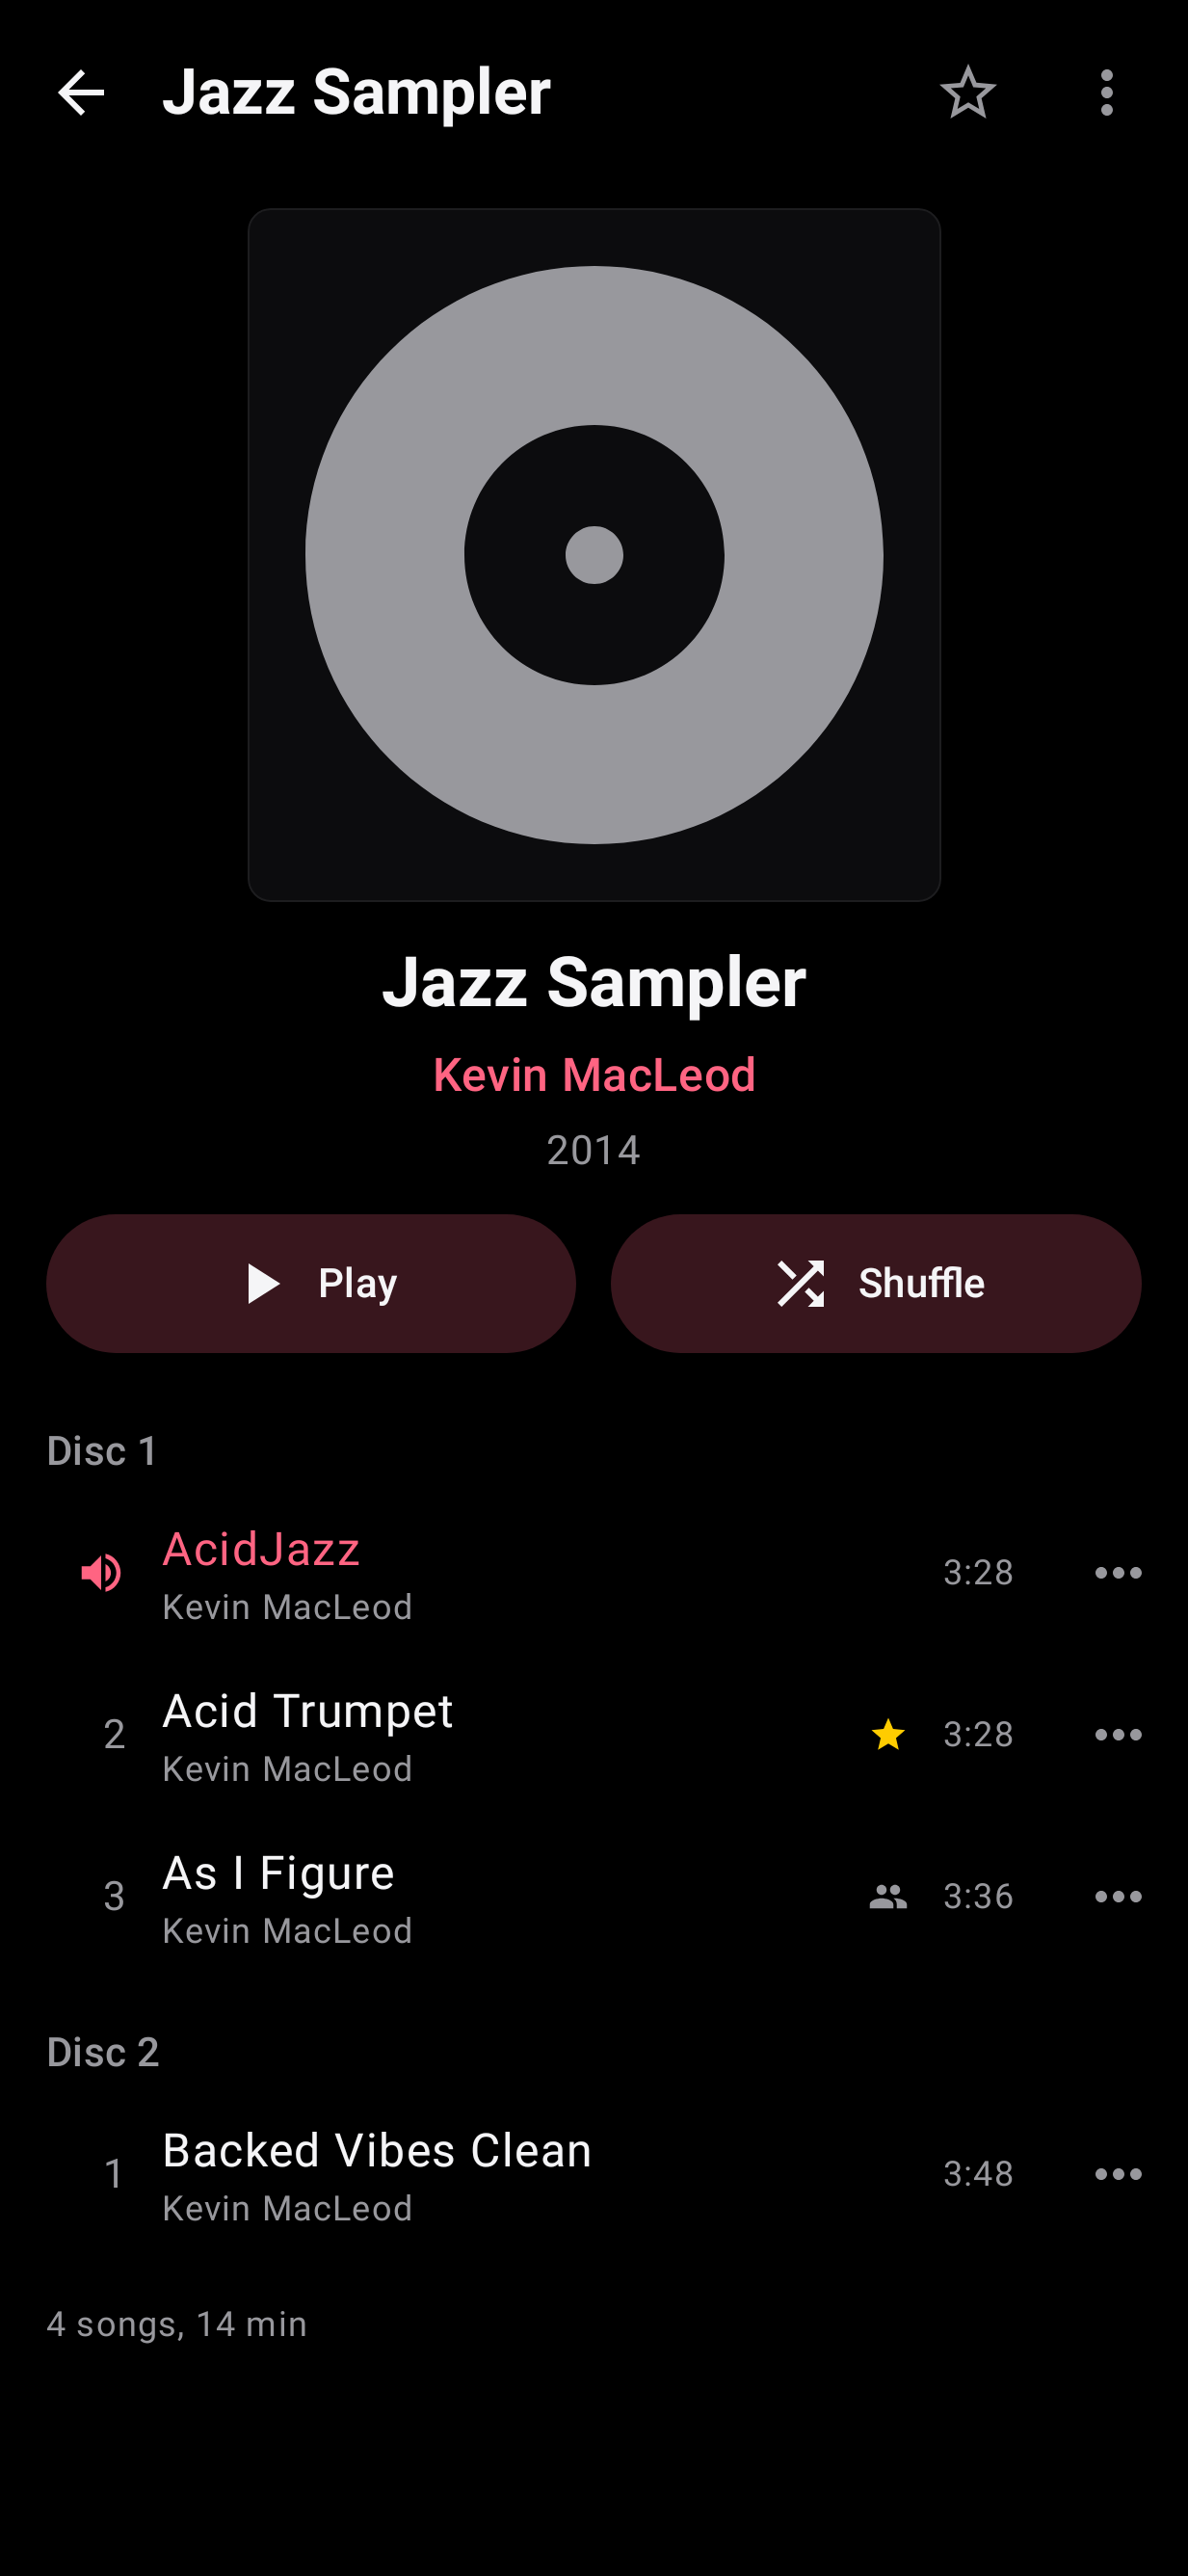 Jazz Sampler
Jazz Sampler
Kevin MacLeod
2014
Play
Shuffle
Disc 1
AcidJazz
3:28
Kevin MacLeod
2
Acid Trumpet
3:28
Kevin MacLeod
3
As I Figure
3:36
Kevin MacLeod
Disc 2
1
Backed Vibes Clean
3:48
Kevin MacLeod
4 songs, 14 min